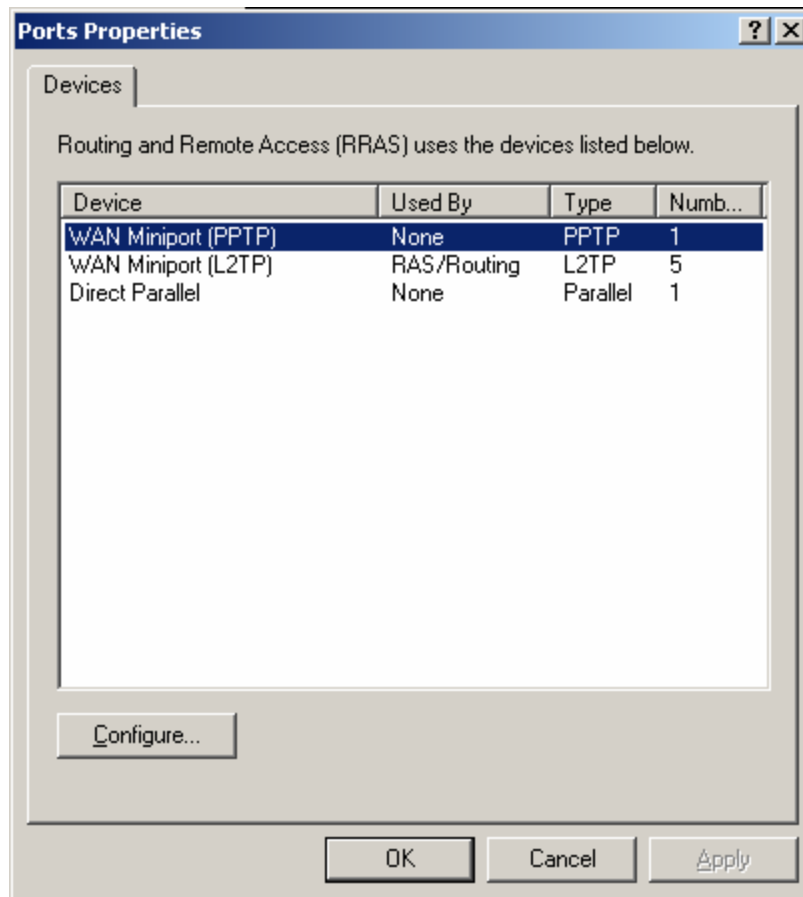 Ports Properties
Devices
Routing and Remote Access (RRAS) uses the devices listed below.
Device Used By Type Numb...
WAN Miniport (PPTP) None PPTP 1
WAN Miniport (L2TP) RAS/Routing L2TP 5
Direct Parallel None Parallel 1
Configure...
OK Cancel Apply